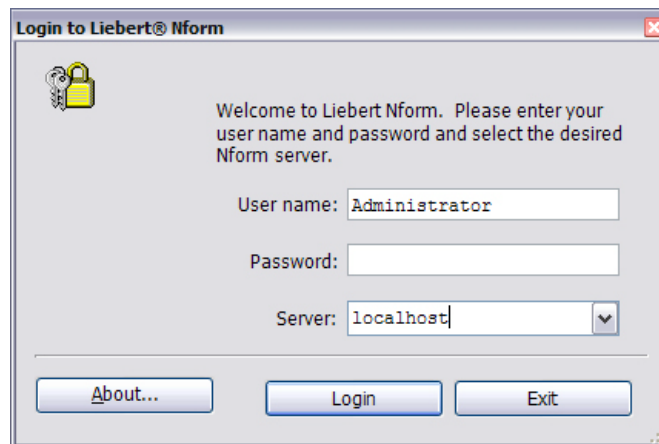 Login to Liebert® Nform
Welcome to Liebert Nform. Please enter your
user name and password and select the desired
Nform server.
User name: Administrator
Password:
Server: localhost
About... Login Exit